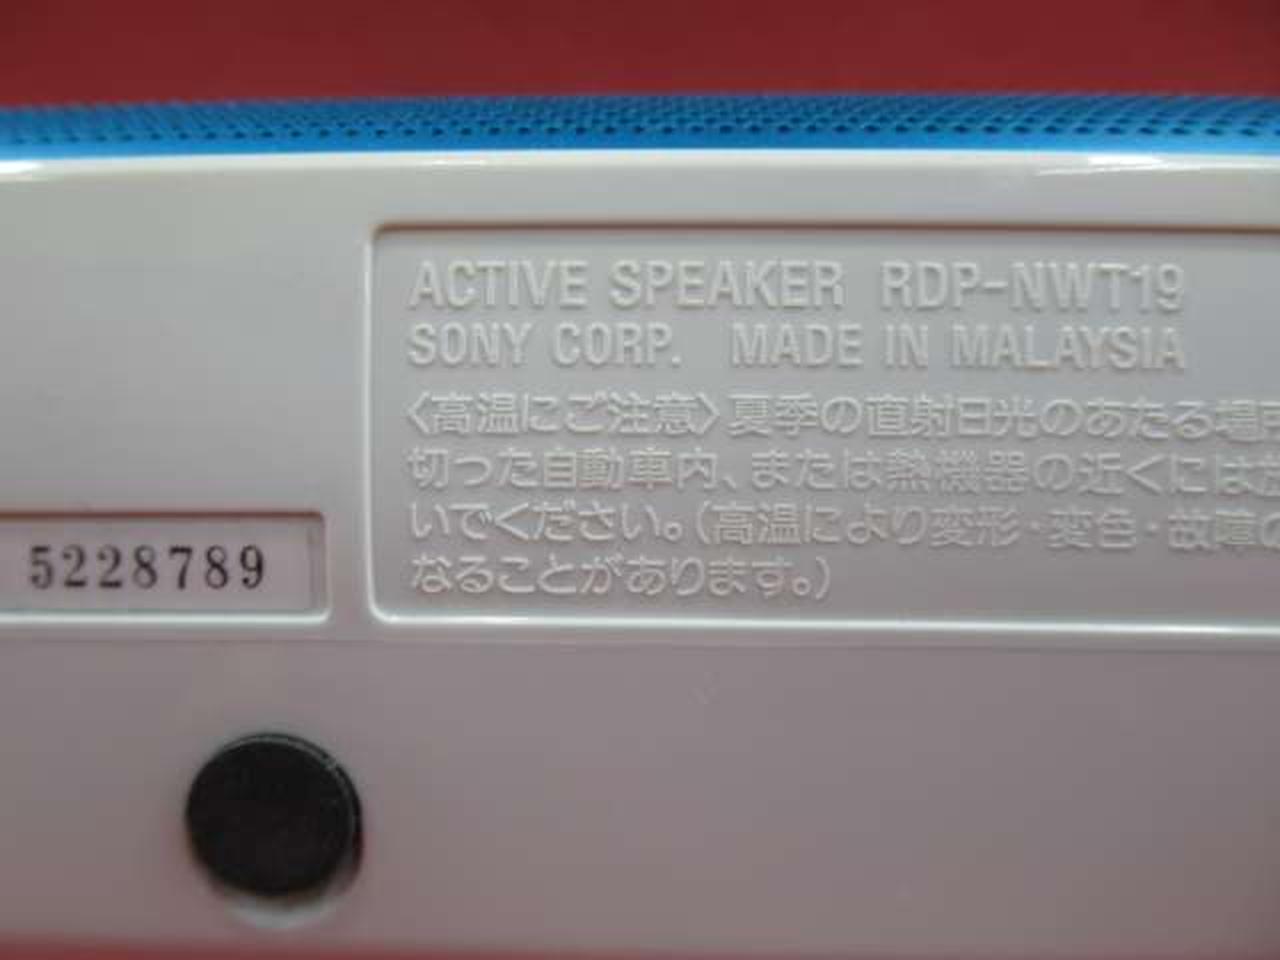 ACTIVE SPEAKER RDP-NWT19
SONY CORP. MADE IN MALAYSIA
〈高温にご注意〉夏季の直射日光のあたる場所
切った自動車内、または熱機器の近くには放
いでください。(高温により変形・変色・故障の
なることがあります。)
5228789